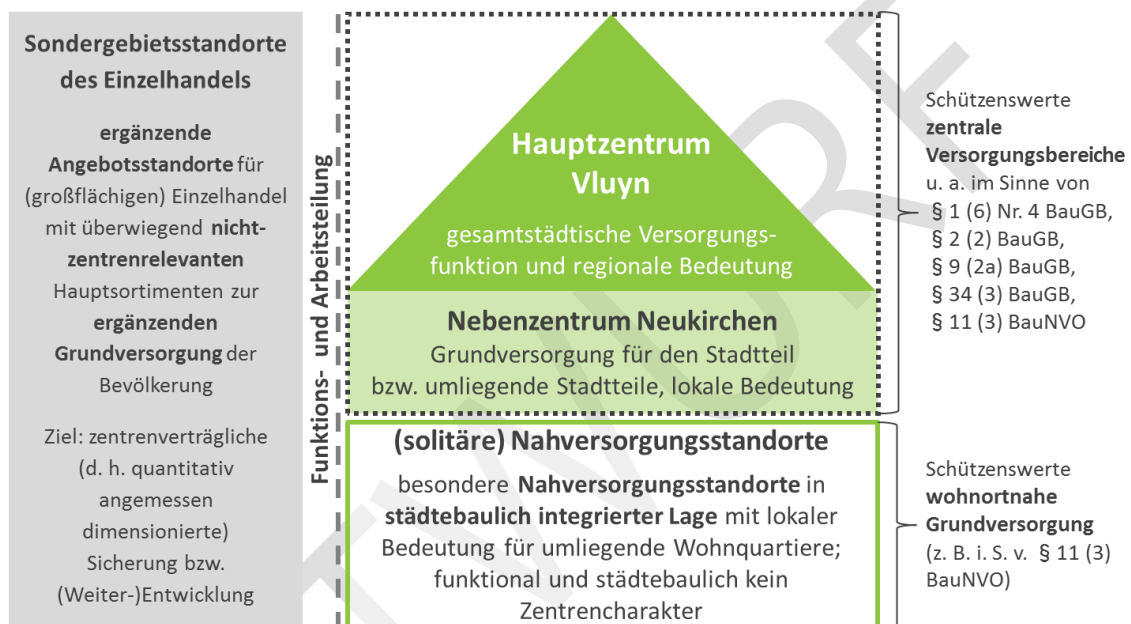 Sondergebietsstandorte
des Einzelhandels
ergänzende
Angebotsstandorte für
(großflächigen) Einzelhandel
mit überwiegend nicht-
zentrenrelevanten
Hauptsortimenten zur
ergänzenden
Grundversorgung der
Bevölkerung
Ziel: zentrenverträgliche
(d. h. quantitativ
angemessen
dimensionierte)
Sicherung bzw.
(Weiter-)Entwicklung
Funktions- und Arbeitsteilung
Hauptzentrum
Vluyn
gesamtstädtische Versorgungs-
funktion und regionale Bedeutung
Nebenzentrum Neukirchen
Grundversorgung für den Stadtteil
bzw. umliegende Stadtteile, lokale Bedeutung
(solitäre) Nahversorgungsstandorte
besondere Nahversorgungsstandorte in
städtebaulich integrierter Lage mit lokaler
Bedeutung für umliegende Wohnquartiere;
funktional und städtebaulich kein
Zentrencharakter
Schützenswerte
zentrale
Versorgungsbereiche
u. a. im Sinne von
§ 1 (6) Nr. 4 BauGB,
§ 2 (2) BauGB,
§ 9 (2a) BauGB,
§ 34 (3) BauGB,
§ 11 (3) BauNVO
Schützenswerte
wohnortnahe
Grundversorgung
(z. B. i. S. v. § 11 (3)
BauNVO)
TWURF